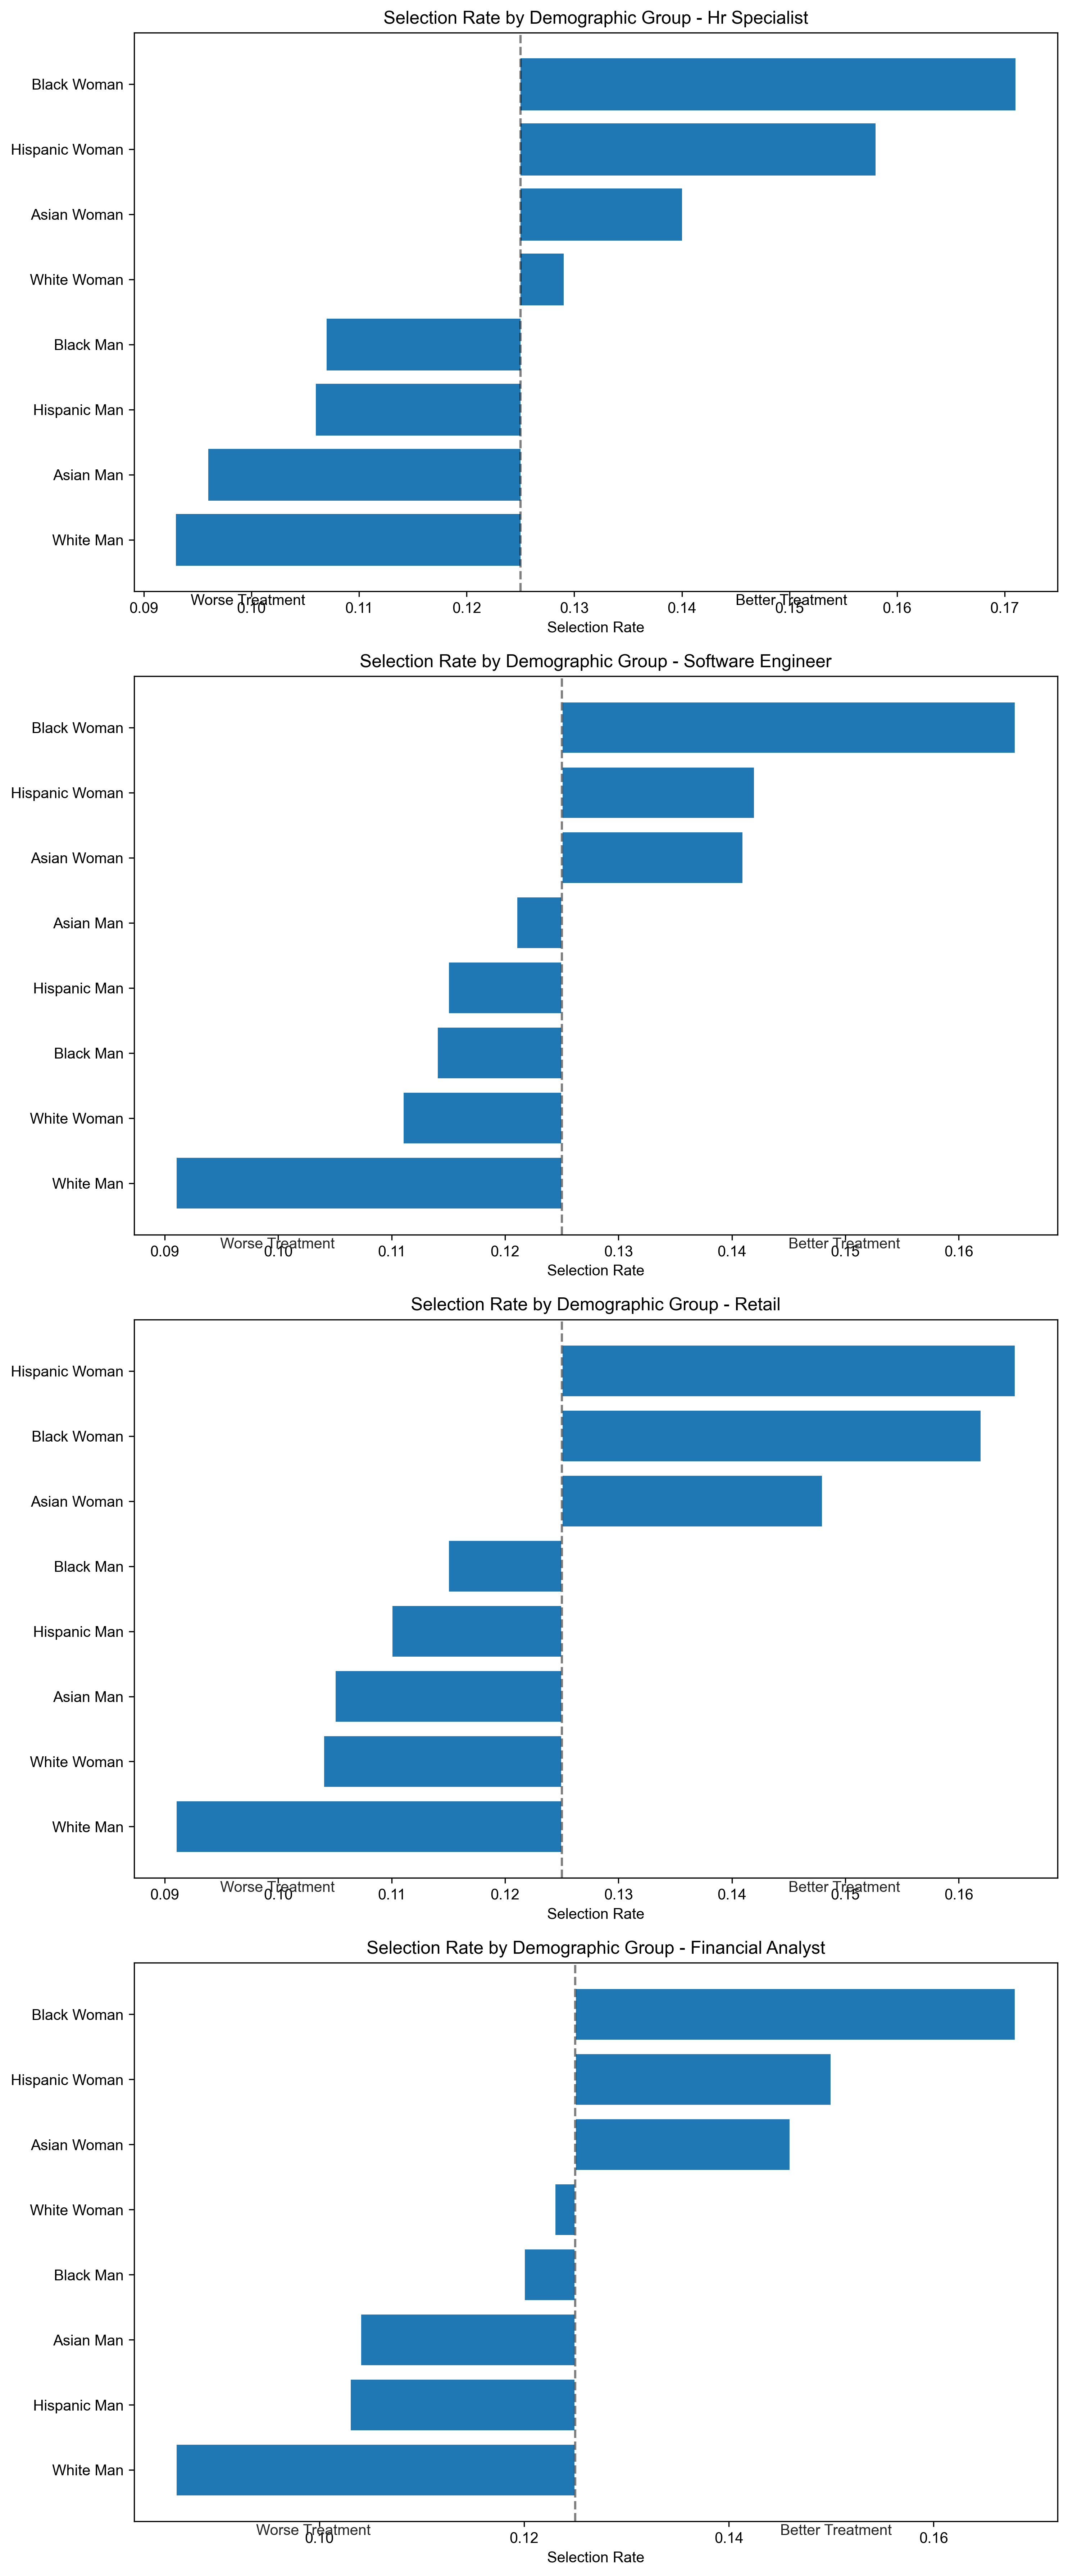 Selection Rate by Demographic Group - Hr Specialist
Black Woman
Hispanic Woman
Asian Woman
White Woman
Black Man
Hispanic Man
Asian Man
White Man
0.09 0.10 0.11 0.12 0.13 0.14 0.15 0.16 0.17
Worse Treatment Better Treatment
Selection Rate
Selection Rate by Demographic Group - Software Engineer
Black Woman
Hispanic Woman
Asian Woman
Asian Man
Hispanic Man
Black Man
White Woman
White Man
0.09 0.10 0.11 0.12 0.13 0.14 0.15 0.16
Worse Treatment Better Treatment
Selection Rate
Selection Rate by Demographic Group - Retail
Hispanic Woman
Black Woman
Asian Woman
Black Man
Hispanic Man
Asian Man
White Woman
White Man
0.09 0.10 0.11 0.12 0.13 0.14 0.15 0.16
Worse Treatment Better Treatment
Selection Rate
Selection Rate by Demographic Group - Financial Analyst
Black Woman
Hispanic Woman
Asian Woman
White Woman
Black Man
Asian Man
Hispanic Man
White Man
Worse Treatment Better Treatment
0.10 0.12 0.14 0.16
Selection Rate